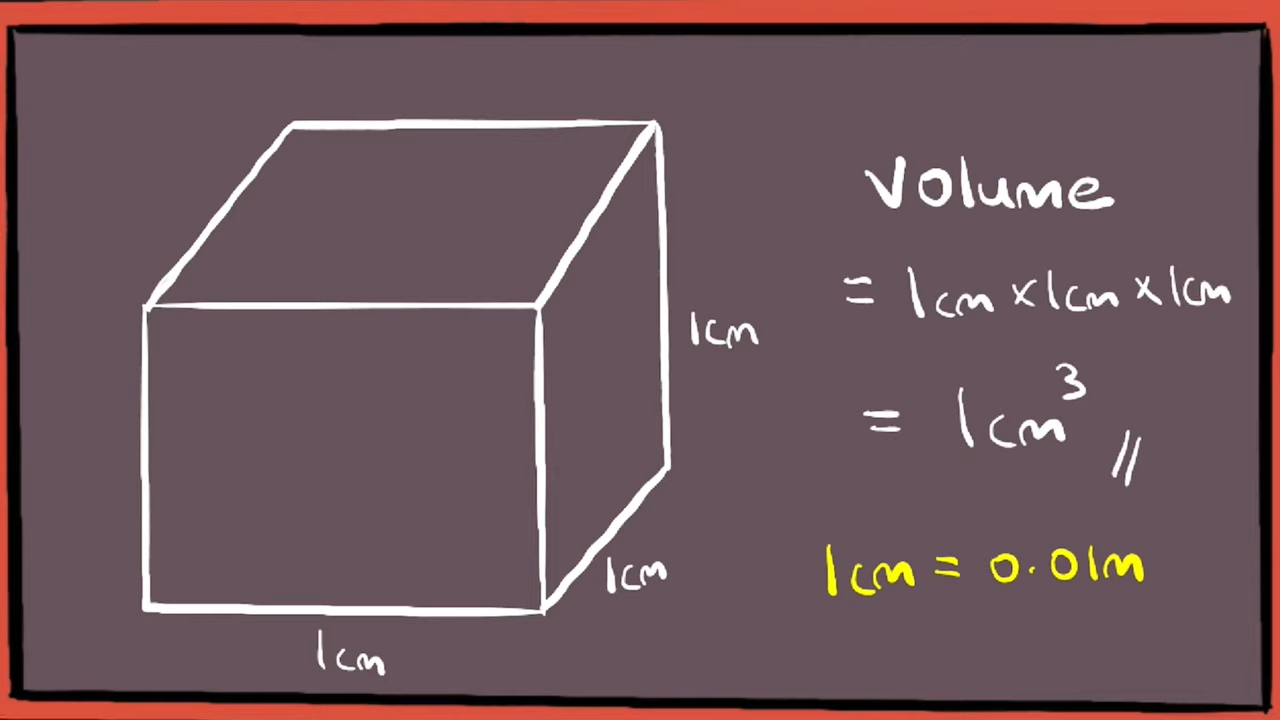 Volume
= 1cm × 1cm × 1cm
1cm
= 1cm³ //
1cm = 0.01m
1cm
1cm